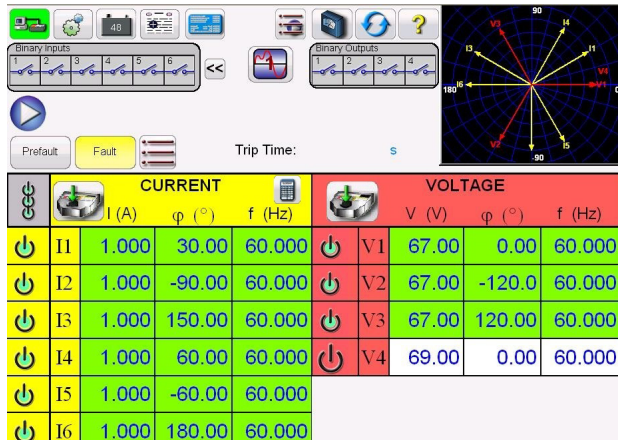 48
Binary Inputs
1 2 3 4 5 6
<<
Binary Outputs
1 2 3 4
Prefault
Fault
Trip Time:
s
90
V3
I4
I3
I1
V4
180
I6
V1
0
V2
I5
-90
CURRENT
I (A) φ (°) f (Hz)
VOLTAGE
V (V) φ (°) f (Hz)
I1 1.000 30.00 60.000 V1 67.00 0.00 60.000
I2 1.000 -90.00 60.000 V2 67.00 -120.0 60.000
I3 1.000 150.00 60.000 V3 67.00 120.00 60.000
I4 1.000 60.00 60.000 V4 69.00 0.00 60.000
I5 1.000 -60.00 60.000
I6 1.000 180.00 60.000